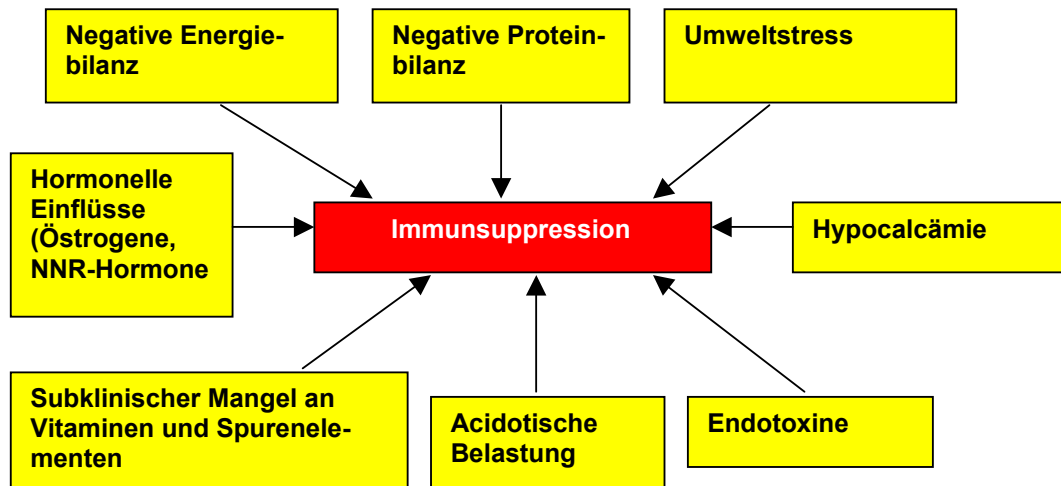 Negative Energie-
bilanz
Negative Protein-
bilanz
Umweltstress
Hormonelle
Einflüsse
(Östrogene,
NNR-Hormone
Immunsuppression
Hypocalcämie
Subklinischer Mangel an
Vitaminen und Spurenele-
menten
Acidotische
Belastung
Endotoxine